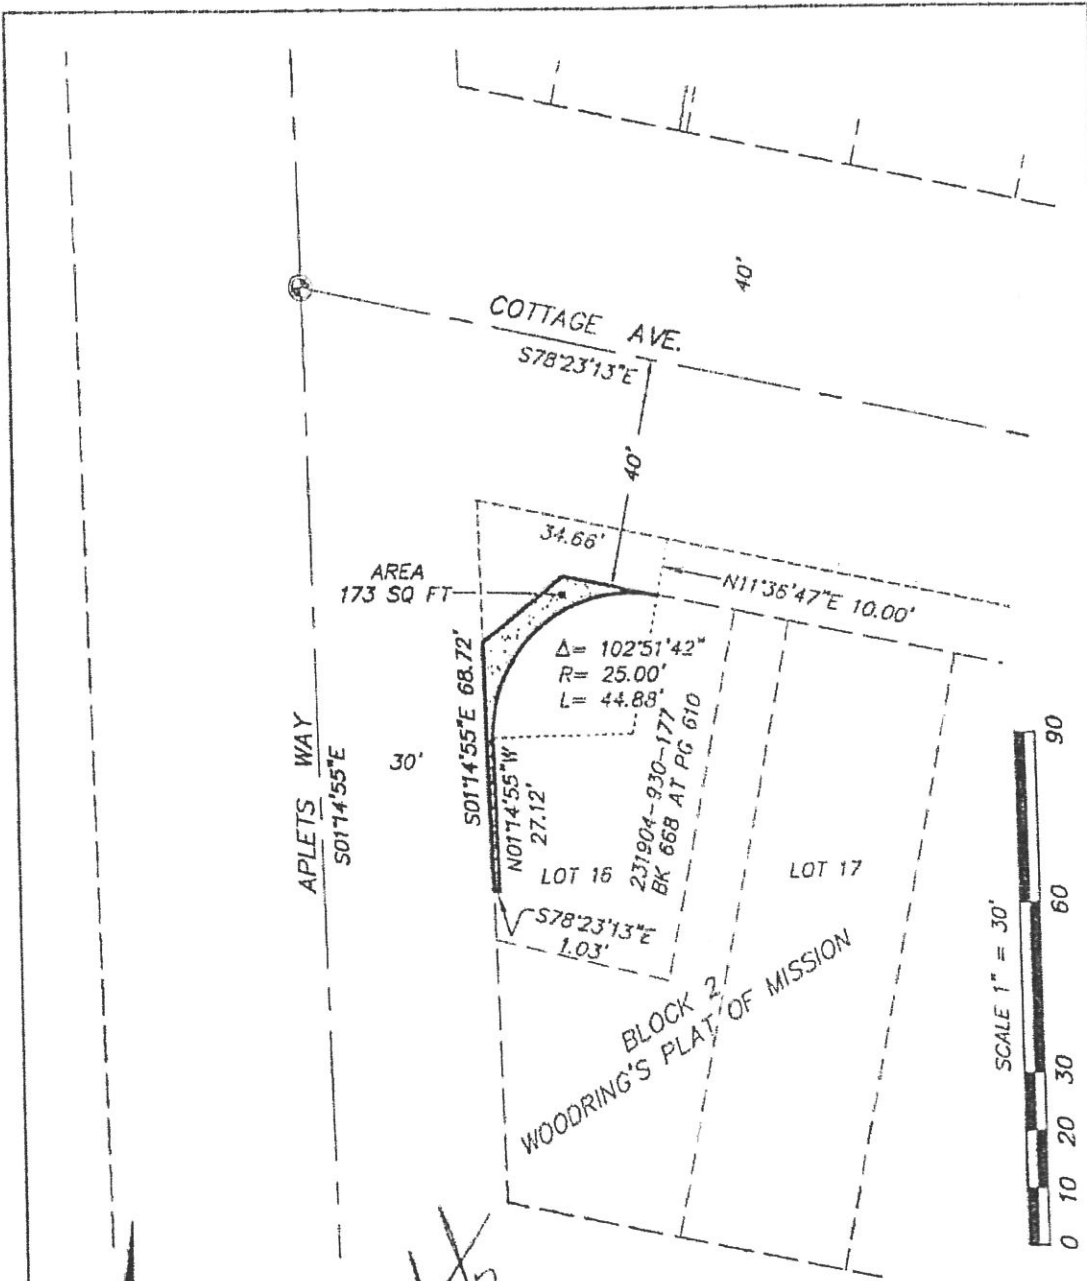 40'
COTTAGE AVE.
S78°23'13"E
40'
34.66'
AREA
173 SQ FT
N11°36'47"E 10.00'
Δ= 102°51'42"
R= 25.00'
L= 44.88'
S01°14'55"E 68.72'
APLETS WAY
S01°14'55"E
30'
N01°14'55"W
27.12'
231904-930-177
BK 668 AT PG 610
LOT 16
LOT 17
S78°23'13"E
1.03'
BLOCK 2
WOODRING'S PLAT OF MISSION
SCALE 1" = 30'
0 10 20 30 60 90